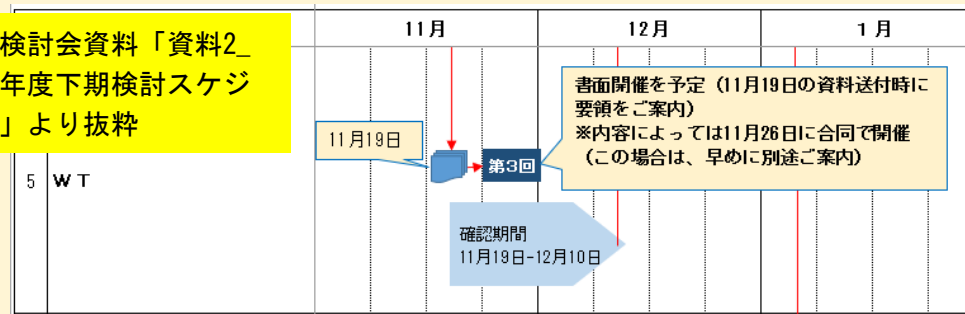 検討会資料「資料2_
年度下期検討スケジ
」より抜粋
11月
12月
1月
書面開催を予定（11月19日の資料送付時に
要領をご案内）
※内容によっては11月26日に合同で開催
（この場合は、早めに別途ご案内）
11月19日
第3回
5 ＷＴ
確認期間
11月19日-12月10日